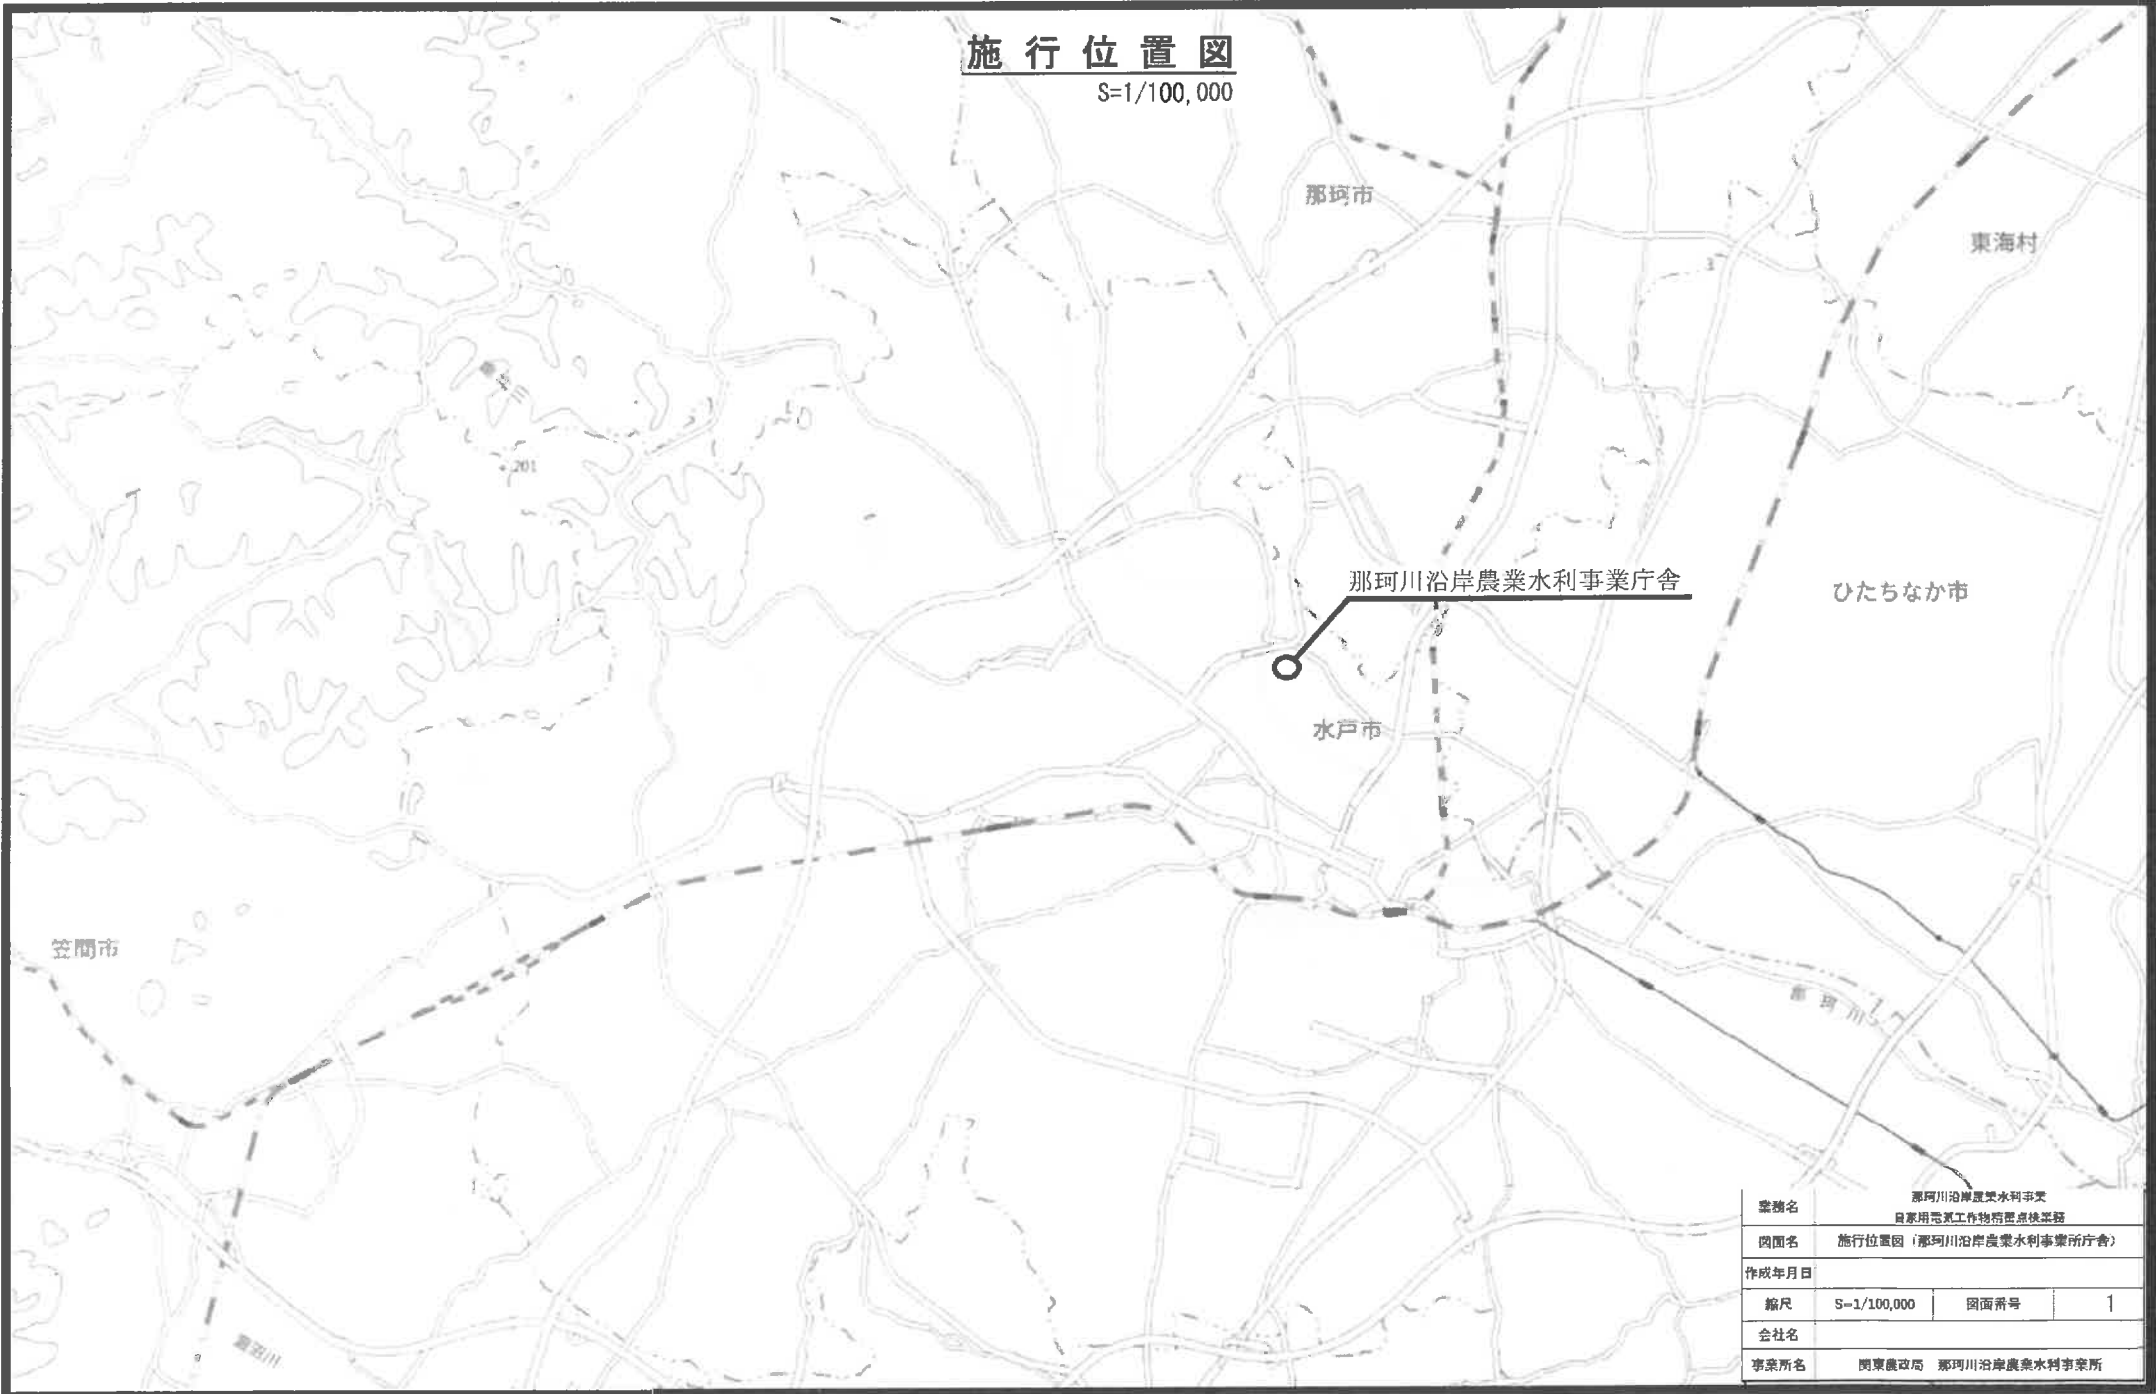 施行位置図
S=1/100,000
那珂市
東海村
201
那珂川沿岸農業水利事業庁舎
ひたちなか市
水戸市
笠間市
那珂川
涸沼川
業務名 那珂川沿岸農業水利事業
自家用電気工作物精密点検業務
図面名 施行位置図（那珂川沿岸農業水利事業所庁舎）
作成年月日
縮尺 S=1/100,000 図面番号 1
会社名
事業所名 関東農政局 那珂川沿岸農業水利事業所